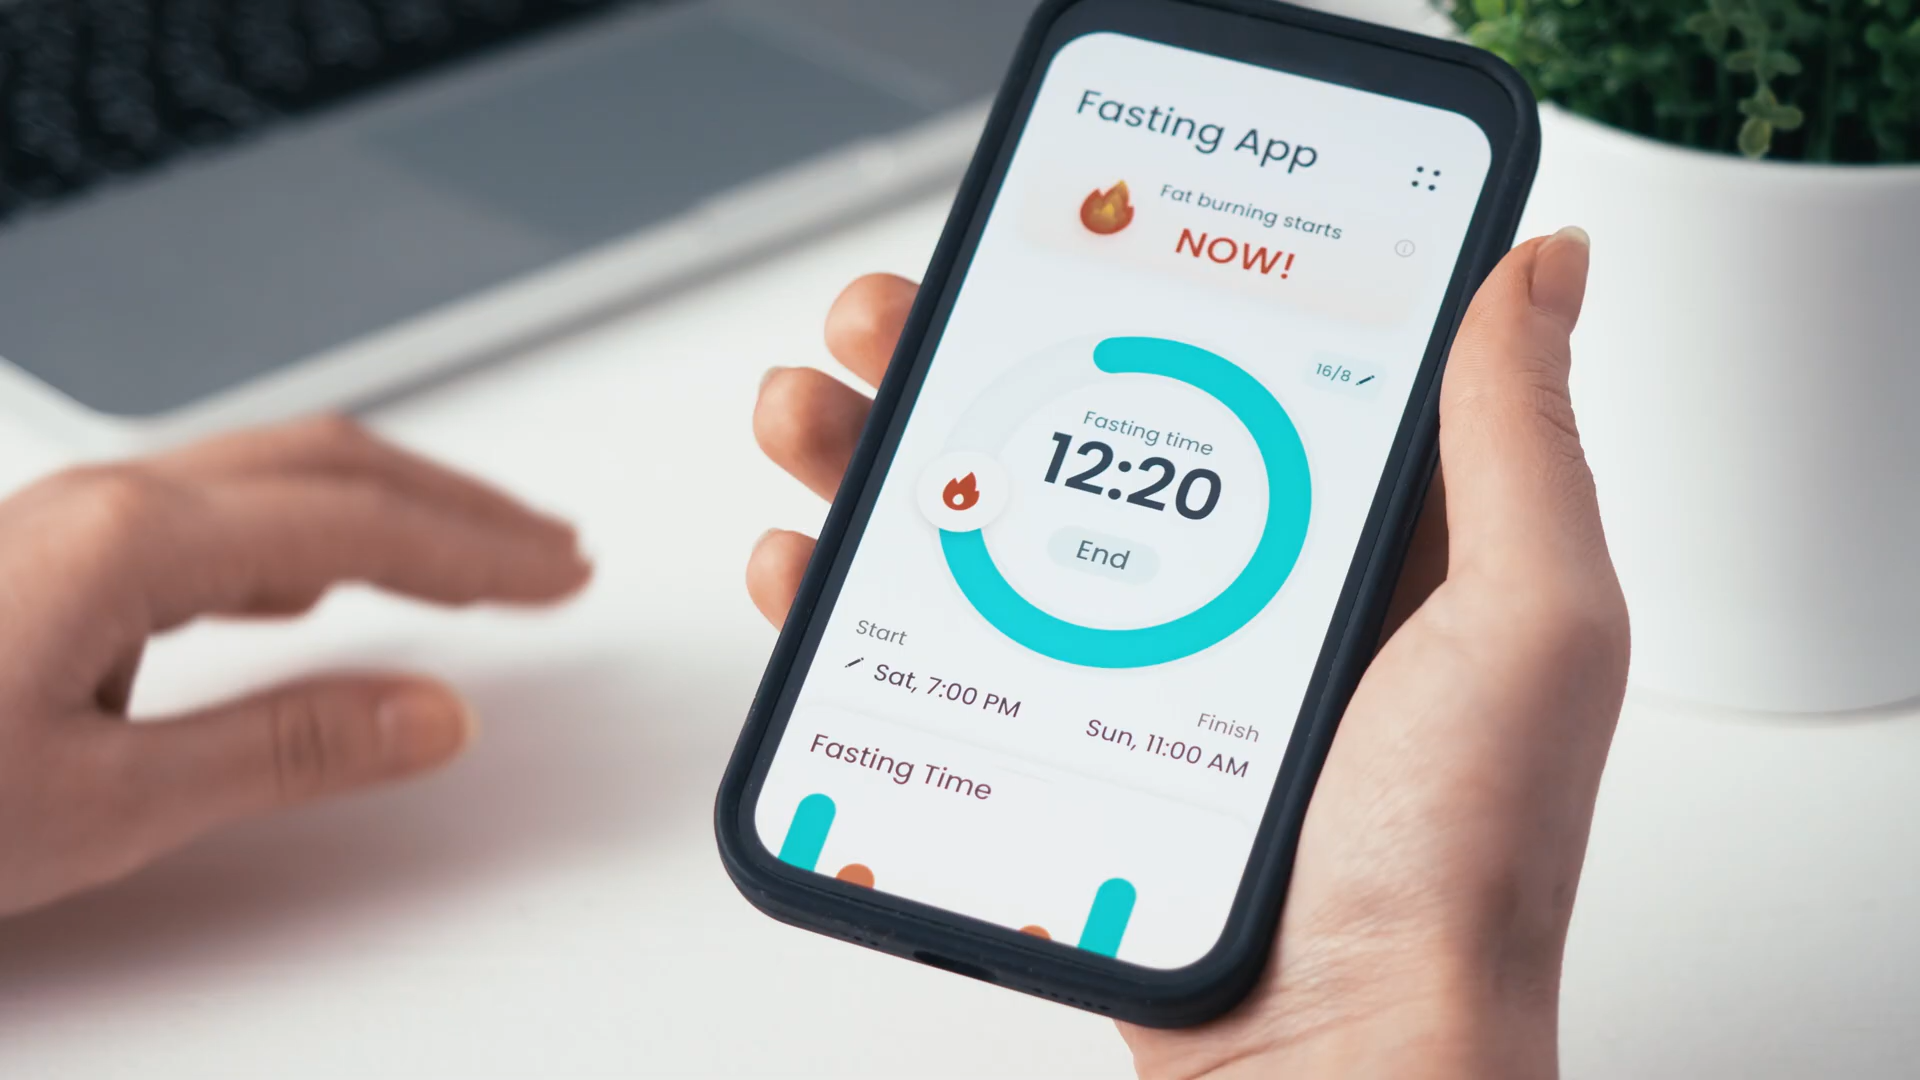 Fasting App
Fat burning starts
NOW!
16/8
Fasting time
12:20
End
Start
Sat, 7:00 PM
Finish
Sun, 11:00 AM
Fasting Time